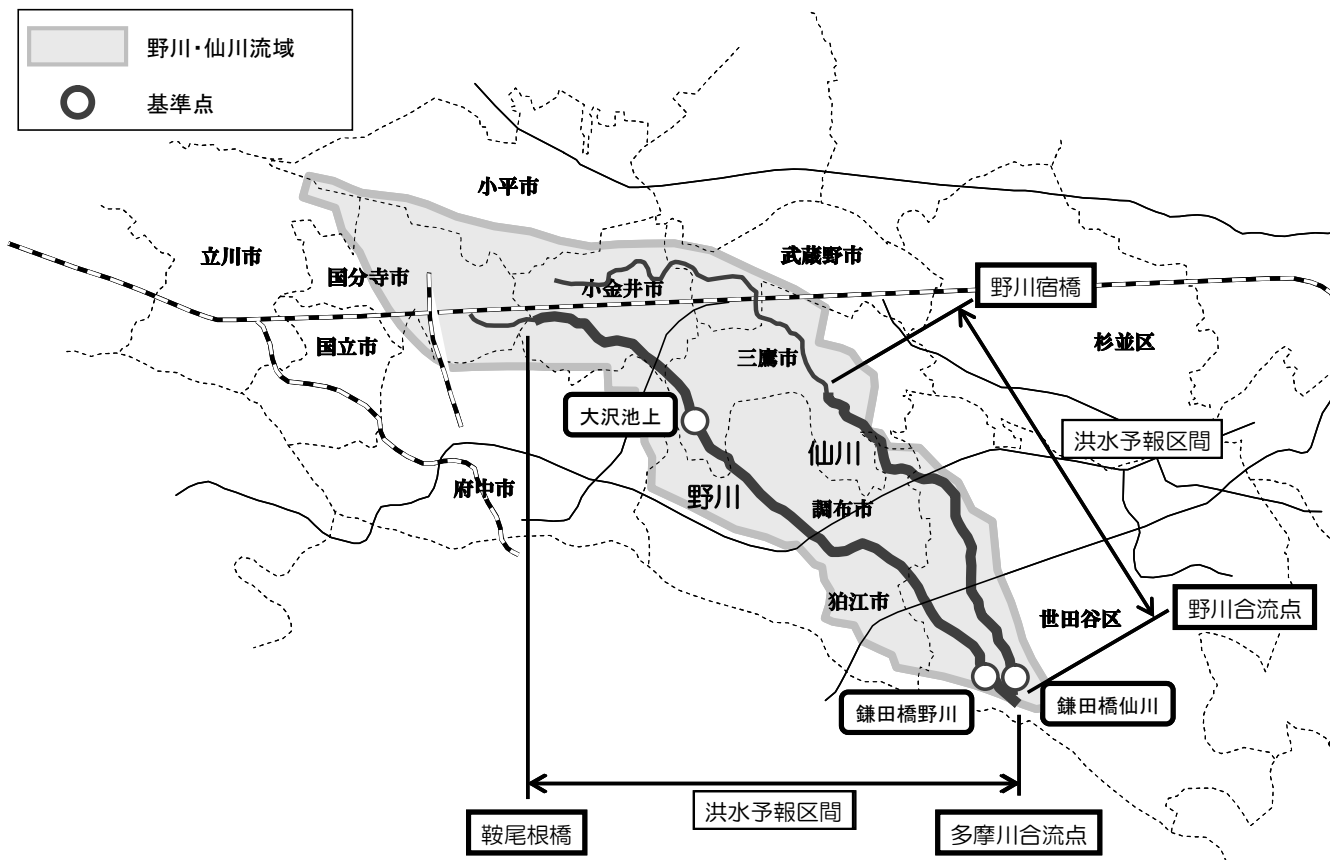 野川・仙川流域
基準点
小平市
立川市
国分寺市
武蔵野市
小金井市
野川宿橋
国立市
三鷹市
杉並区
大沢池上
洪水予報区間
仙川
府中市
野川
調布市
狛江市
世田谷区
野川合流点
鎌田橋野川
鎌田橋仙川
洪水予報区間
鞍尾根橋
多摩川合流点